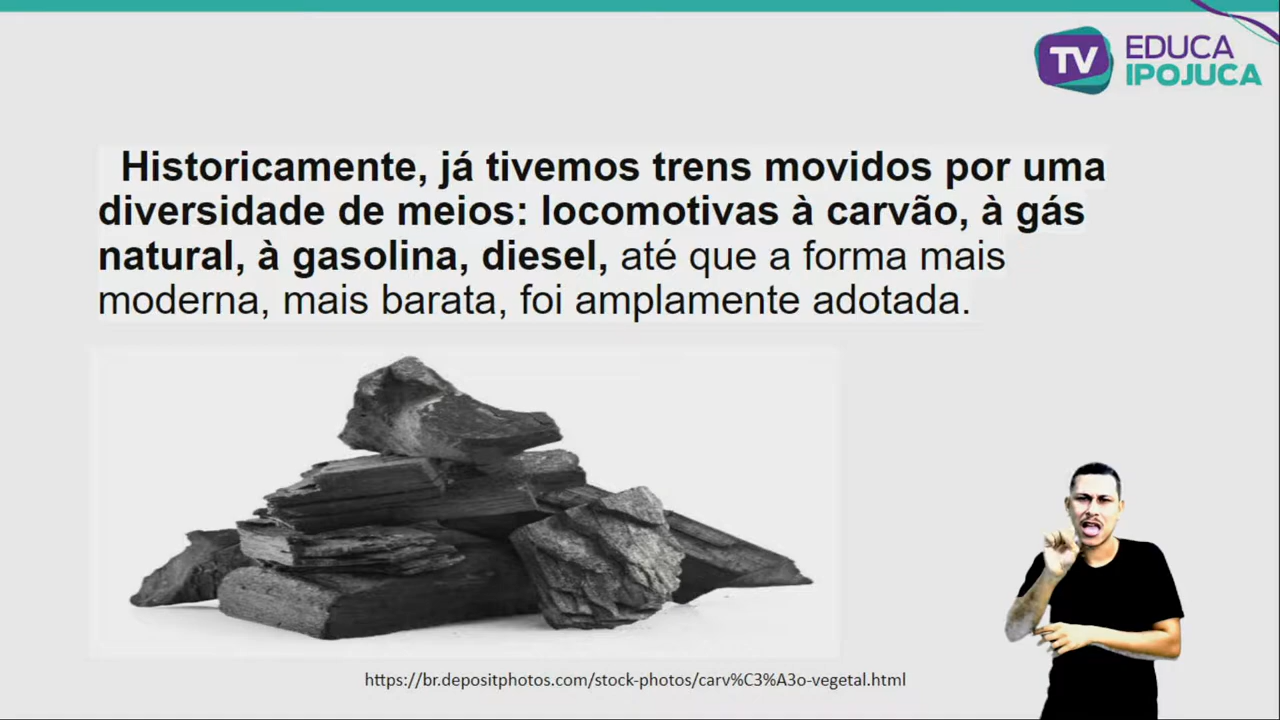 TV EDUCA
IPOJUCA
Historicamente, já tivemos trens movidos por uma
diversidade de meios: locomotivas à carvão, à gás
natural, à gasolina, diesel, até que a forma mais
moderna, mais barata, foi amplamente adotada.
https://br.depositphotos.com/stock-photos/carv%C3%A3o-vegetal.html